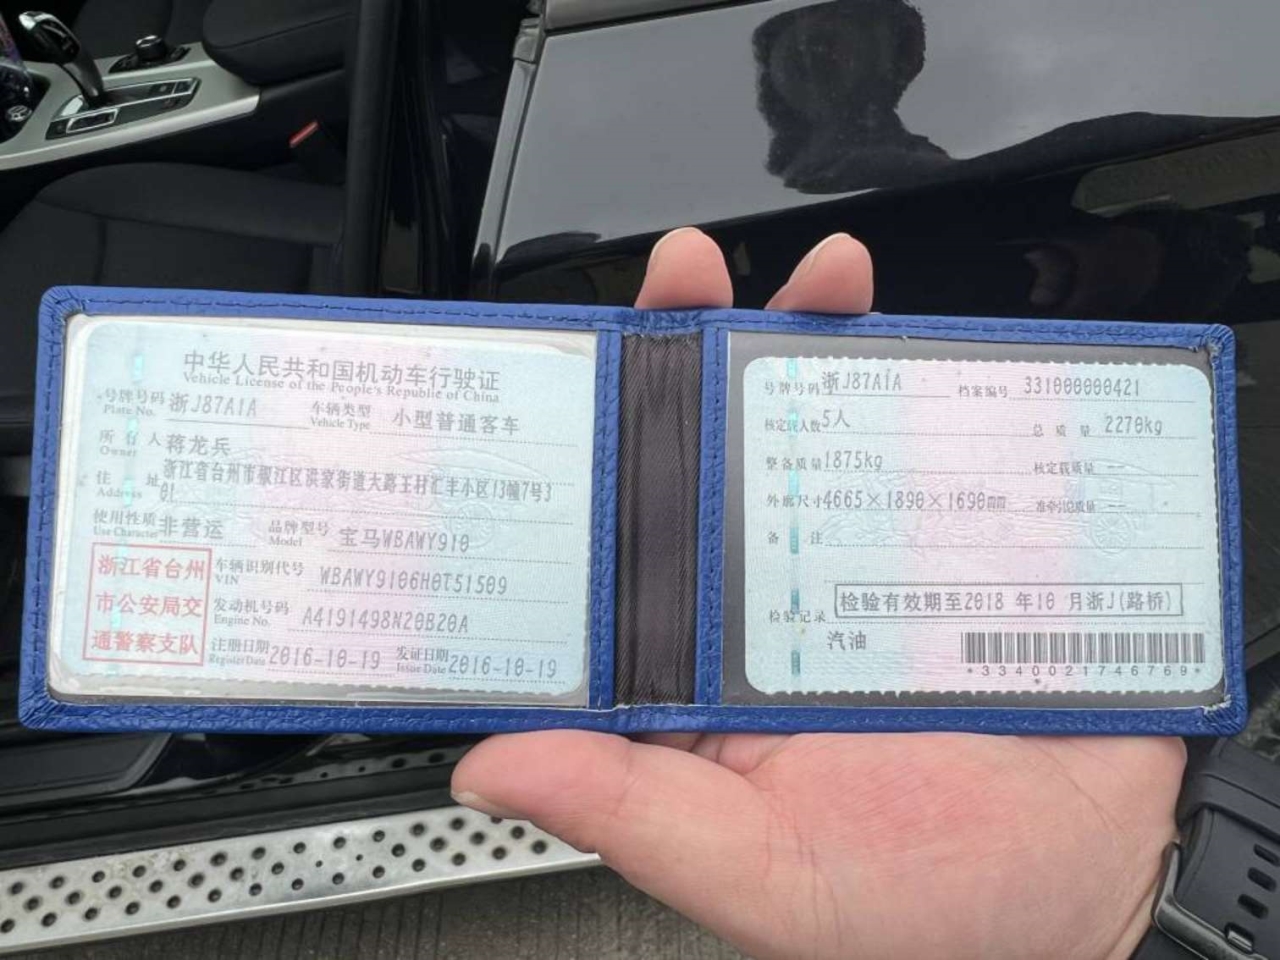 中华人民共和国机动车行驶证
Vehicle License of the People's Republic of China
号牌号码 浙J87A1A 车辆类型 小型普通客车
Plate No. Vehicle Type
所有人 蒋龙兵
Owner
住址 浙江省台州市椒江区洪家街道大路王村汇丰小区13幢7号3
Address 01
使用性质 非营运 品牌型号 宝马WBAWY910
Use Character Model
浙江省台州
市公安局交
通警察支队
车辆识别代号 WBAWY9106H0T51509
VIN
发动机号码 A4191498N20B20A
Engine No.
注册日期 2016-10-19 发证日期 2016-10-19
Register Date Issue Date
号牌号码 浙J87A1A 档案编号 331000000421
核定载人数 5人 总质量 2270kg
整备质量 1875kg 核定载质量 --
外廓尺寸 4665×1890×1690mm 准牵引总质量 --
备注
检验记录 检验有效期至2018 年10 月浙J(路桥)
汽油
*3340021746769*